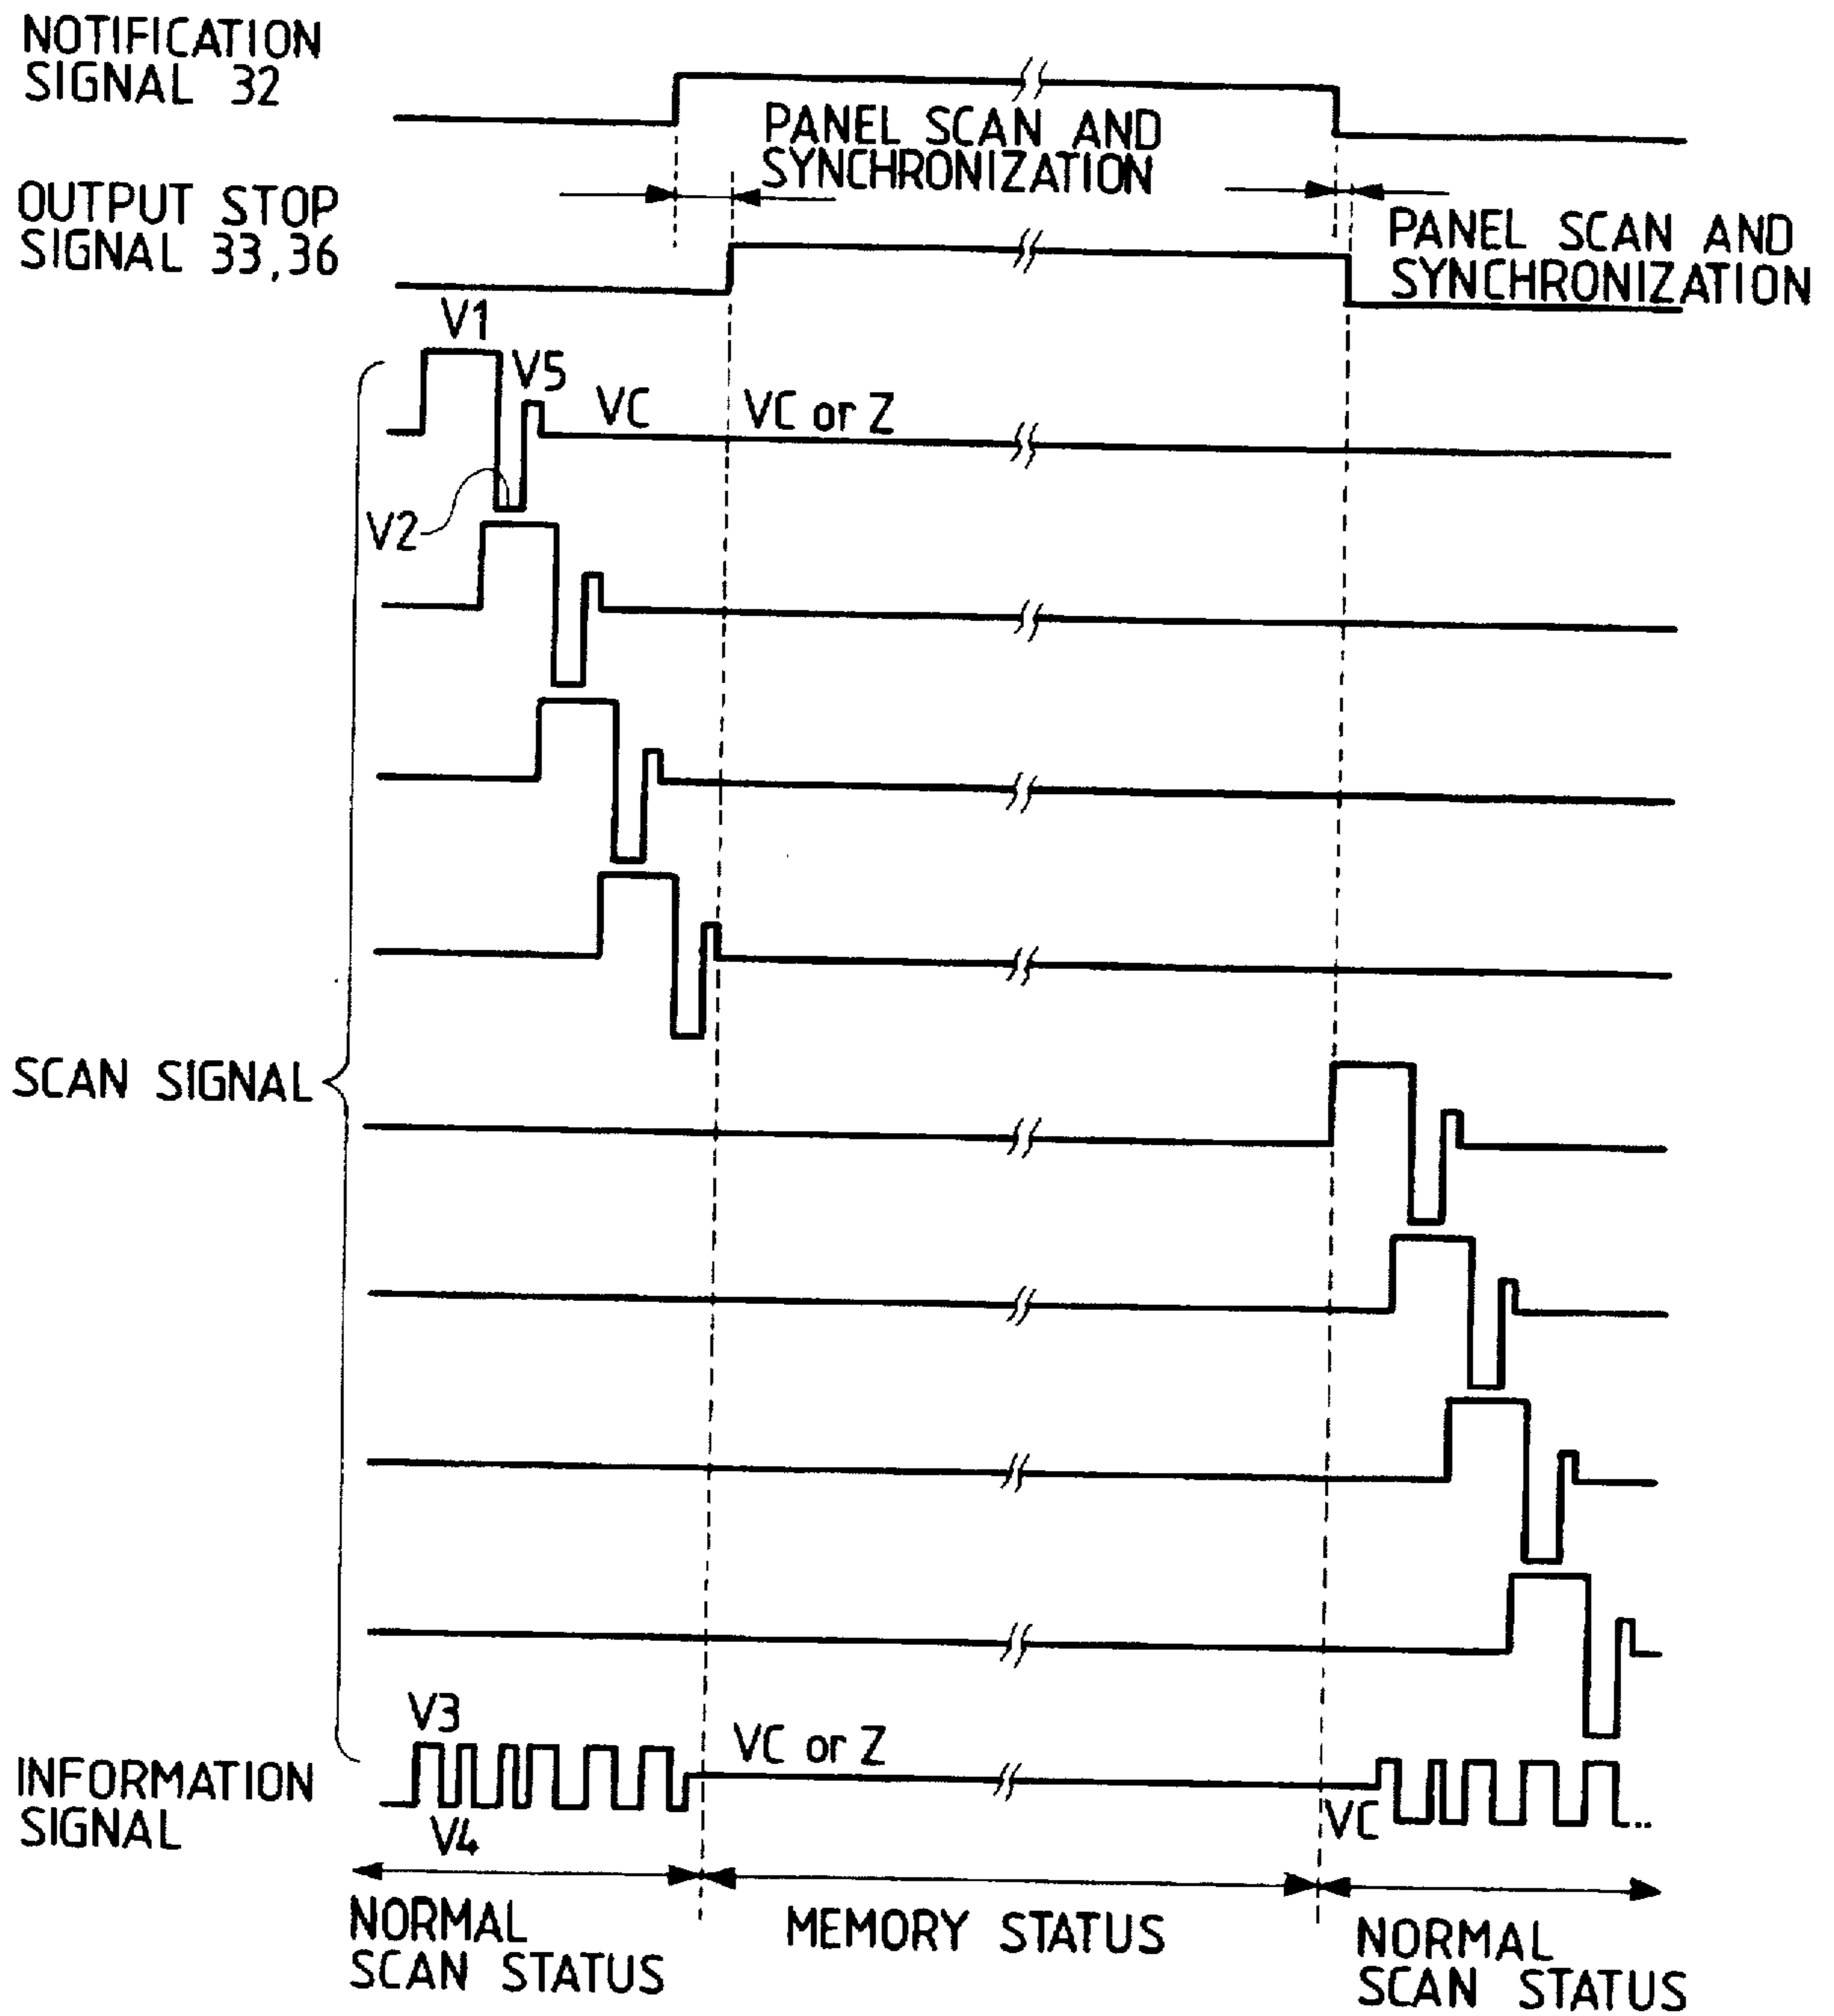 NOTIFICATION
SIGNAL 32
PANEL SCAN AND
SYNCHRONIZATION
OUTPUT STOP
SIGNAL 33,36
PANEL SCAN AND
SYNCHRONIZATION
V1
V5
VC
VC or Z
V2
SCAN SIGNAL
V3
VC or Z
INFORMATION
SIGNAL
V4
VC
NORMAL
SCAN STATUS
MEMORY STATUS
NORMAL
SCAN STATUS